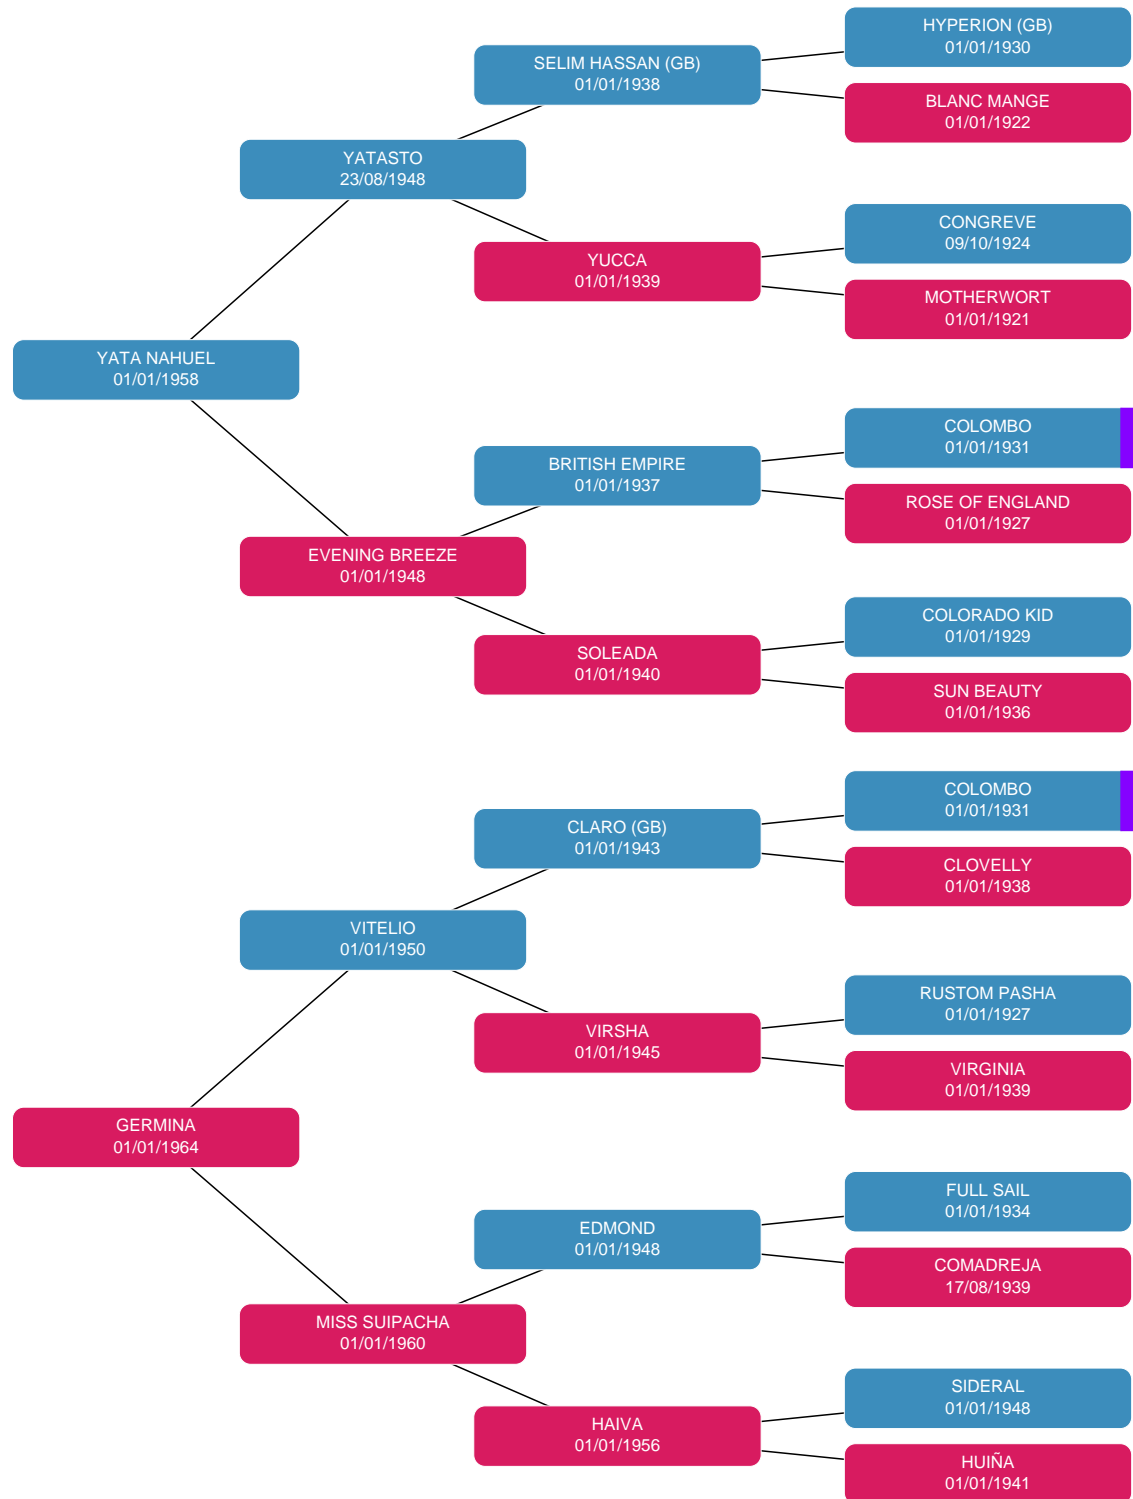 HYPERION (GB)
01/01/1930
SELIM HASSAN (GB)
01/01/1938
BLANC MANGE
01/01/1922
YATASTO
23/08/1948
CONGREVE
09/10/1924
YUCCA
01/01/1939
MOTHERWORT
01/01/1921
YATA NAHUEL
01/01/1958
COLOMBO
01/01/1931
BRITISH EMPIRE
01/01/1937
ROSE OF ENGLAND
01/01/1927
EVENING BREEZE
01/01/1948
COLORADO KID
01/01/1929
SOLEADA
01/01/1940
SUN BEAUTY
01/01/1936
COLOMBO
01/01/1931
CLARO (GB)
01/01/1943
CLOVELLY
01/01/1938
VITELIO
01/01/1950
RUSTOM PASHA
01/01/1927
VIRSHA
01/01/1945
VIRGINIA
01/01/1939
GERMINA
01/01/1964
FULL SAIL
01/01/1934
EDMOND
01/01/1948
COMADREJA
17/08/1939
MISS SUIPACHA
01/01/1960
SIDERAL
01/01/1948
HAIVA
01/01/1956
HUIÑA
01/01/1941